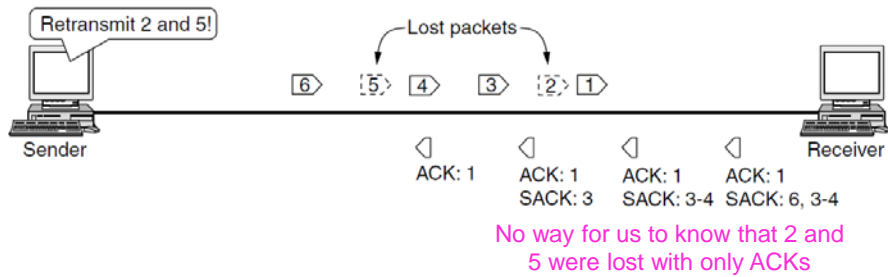 Retransmit 2 and 5!
Lost packets
6 5 4 3 2 1
Sender
Receiver
ACK: 1 ACK: 1 ACK: 1 ACK: 1
SACK: 3 SACK: 3-4 SACK: 6, 3-4
No way for us to know that 2 and
5 were lost with only ACKs